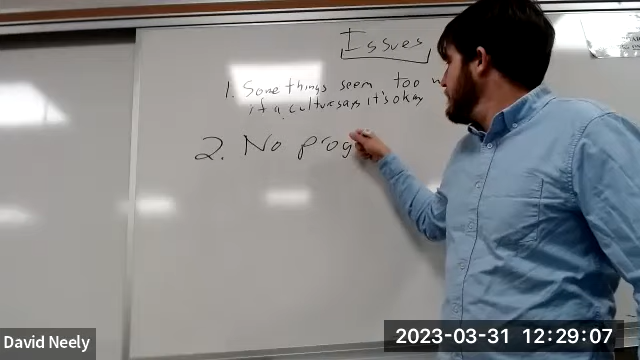 Issues
1. Some things seem too
if a culture says it's okay
2. No prog
David Neely
2023-03-31 12:29:07